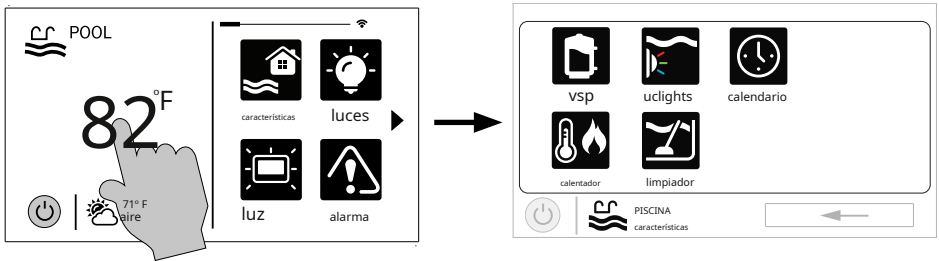 POOL
82°F
71° F
aire
características
luces
luz
alarma
vsp
uclights
calendario
calentador
limpiador
PISCINA
características